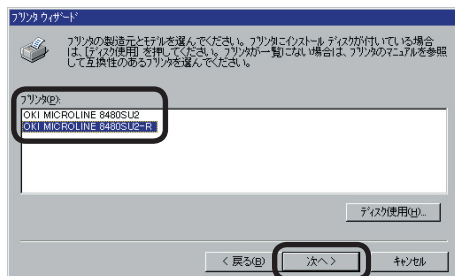 プリンタ ウィザード
プリンタの製造元とモデルを選んでください。プリンタにインストール ディスクが付いている場合
は、[ディスク使用] を押してください。プリンタが一覧にない場合は、プリンタのマニュアルを参照
して互換性のあるプリンタを選んでください。
プリンタ(P):
OKI MICROLINE 8480SU2
OKI MICROLINE 8480SU2-R
ディスク使用(H)...
< 戻る(B)
次へ >
キャンセル